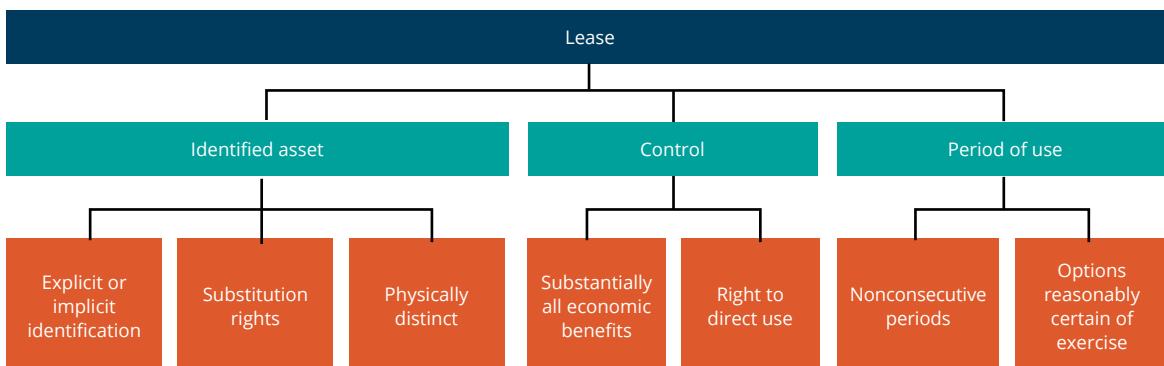 Lease
Identified asset
Control
Period of use
Explicit or
implicit
identification
Substitution
rights
Physically
distinct
Substantially
all economic
benefits
Right to
direct use
Nonconsecutive
periods
Options
reasonably
certain of
exercise